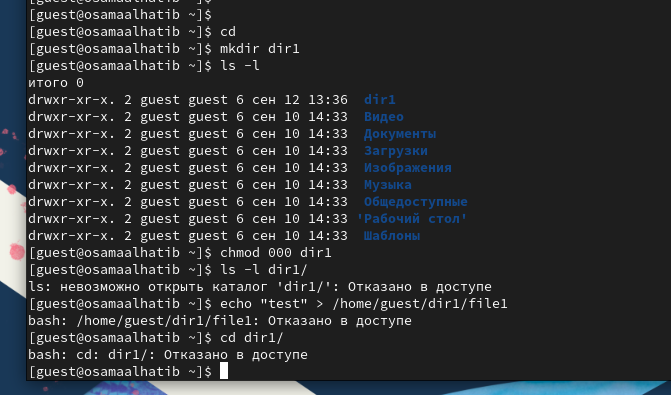 [guest@osamaalhatib ~]$
[guest@osamaalhatib ~]$
[guest@osamaalhatib ~]$ cd
[guest@osamaalhatib ~]$ mkdir dir1
[guest@osamaalhatib ~]$ ls -l
итого 0
drwxr-xr-x. 2 guest guest 6 сен 12 13:36  dir1
drwxr-xr-x. 2 guest guest 6 сен 10 14:33  Видео
drwxr-xr-x. 2 guest guest 6 сен 10 14:33  Документы
drwxr-xr-x. 2 guest guest 6 сен 10 14:33  Загрузки
drwxr-xr-x. 2 guest guest 6 сен 10 14:33  Изображения
drwxr-xr-x. 2 guest guest 6 сен 10 14:33  Музыка
drwxr-xr-x. 2 guest guest 6 сен 10 14:33  Общедоступные
drwxr-xr-x. 2 guest guest 6 сен 10 14:33 'Рабочий стол'
drwxr-xr-x. 2 guest guest 6 сен 10 14:33  Шаблоны
[guest@osamaalhatib ~]$ chmod 000 dir1
[guest@osamaalhatib ~]$ ls -l dir1/
ls: невозможно открыть каталог 'dir1/': Отказано в доступе
[guest@osamaalhatib ~]$ echo "test" > /home/guest/dir1/file1
bash: /home/guest/dir1/file1: Отказано в доступе
[guest@osamaalhatib ~]$ cd dir1/
bash: cd: dir1/: Отказано в доступе
[guest@osamaalhatib ~]$